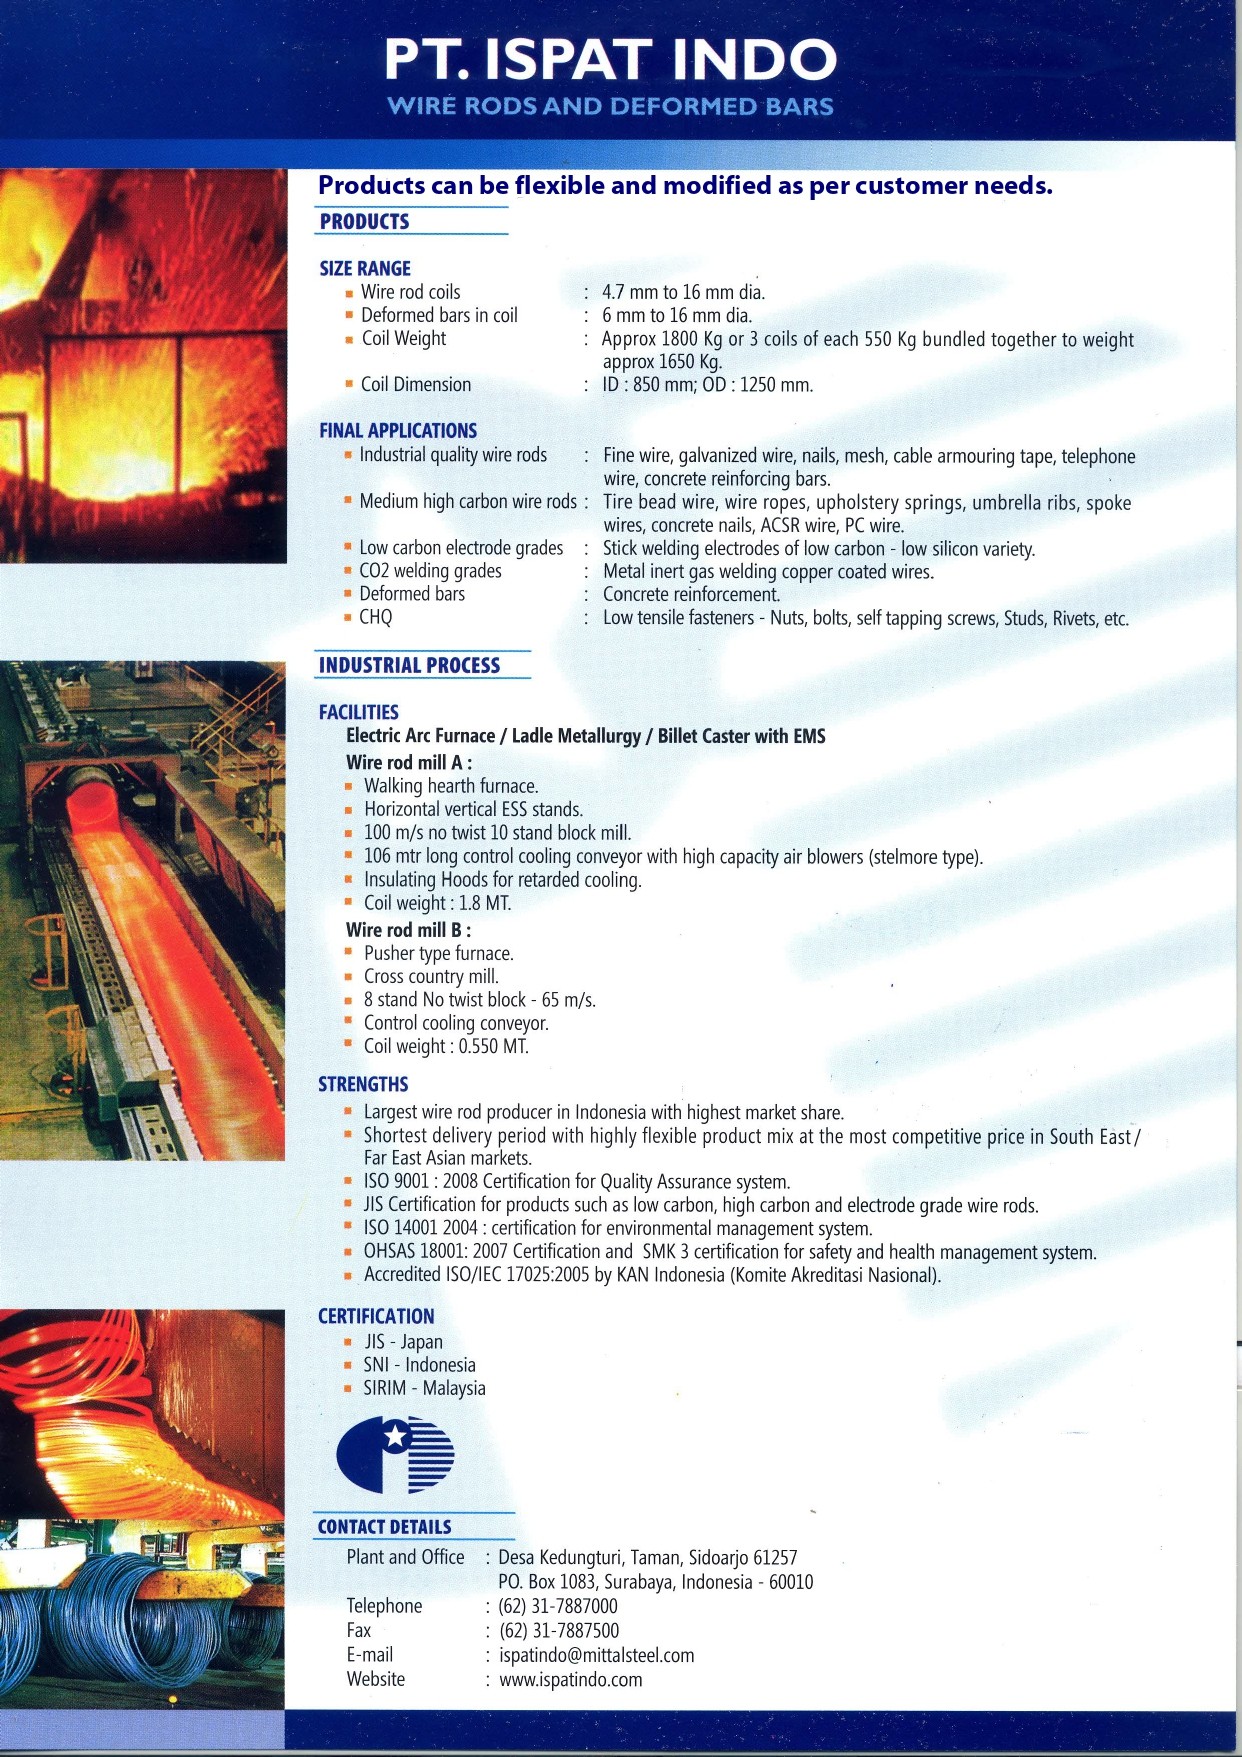 PT. ISPAT INDO
WIRE RODS AND DEFORMED BARS
Products can be flexible and modified as per customer needs.
PRODUCTS
SIZE RANGE
Wire rod coils : 4.7 mm to 16 mm dia.
Deformed bars in coil : 6 mm to 16 mm dia.
Coil Weight : Approx 1800 Kg or 3 coils of each 550 Kg bundled together to weight
approx 1650 Kg.
Coil Dimension : ID : 850 mm; OD : 1250 mm.
FINAL APPLICATIONS
Industrial quality wire rods : Fine wire, galvanized wire, nails, mesh, cable armouring tape, telephone
wire, concrete reinforcing bars.
Medium high carbon wire rods : Tire bead wire, wire ropes, upholstery springs, umbrella ribs, spoke
wires, concrete nails, ACSR wire, PC wire.
Low carbon electrode grades : Stick welding electrodes of low carbon - low silicon variety.
CO2 welding grades : Metal inert gas welding copper coated wires.
Deformed bars : Concrete reinforcement.
CHQ : Low tensile fasteners - Nuts, bolts, self tapping screws, Studs, Rivets, etc.
INDUSTRIAL PROCESS
FACILITIES
Electric Arc Furnace / Ladle Metallurgy / Billet Caster with EMS
Wire rod mill A :
Walking hearth furnace.
Horizontal vertical ESS stands.
100 m/s no twist 10 stand block mill.
106 mtr long control cooling conveyor with high capacity air blowers (stelmore type).
Insulating Hoods for retarded cooling.
Coil weight : 1.8 MT.
Wire rod mill B :
Pusher type furnace.
Cross country mill.
8 stand No twist block - 65 m/s.
Control cooling conveyor.
Coil weight : 0.550 MT.
STRENGTHS
Largest wire rod producer in Indonesia with highest market share.
Shortest delivery period with highly flexible product mix at the most competitive price in South East /
Far East Asian markets.
ISO 9001 : 2008 Certification for Quality Assurance system.
JIS Certification for products such as low carbon, high carbon and electrode grade wire rods.
ISO 14001 2004 : certification for environmental management system.
OHSAS 18001: 2007 Certification and SMK 3 certification for safety and health management system.
Accredited ISO/IEC 17025:2005 by KAN Indonesia (Komite Akreditasi Nasional).
CERTIFICATION
JIS - Japan
SNI - Indonesia
SIRIM - Malaysia
CONTACT DETAILS
Plant and Office : Desa Kedungturi, Taman, Sidoarjo 61257
PO. Box 1083, Surabaya, Indonesia - 60010
Telephone : (62) 31-7887000
Fax : (62) 31-7887500
E-mail : ispatindo@mittalsteel.com
Website : www.ispatindo.com